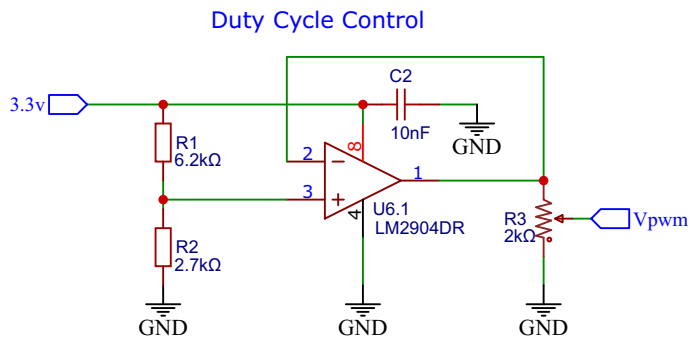 Duty Cycle Control
3.3v
C2
10nF
GND
R1
6.2kΩ
8
2
1
3
U6.1
LM2904DR
4
R2
2.7kΩ
R3
2kΩ
Vpwm
GND
GND
GND